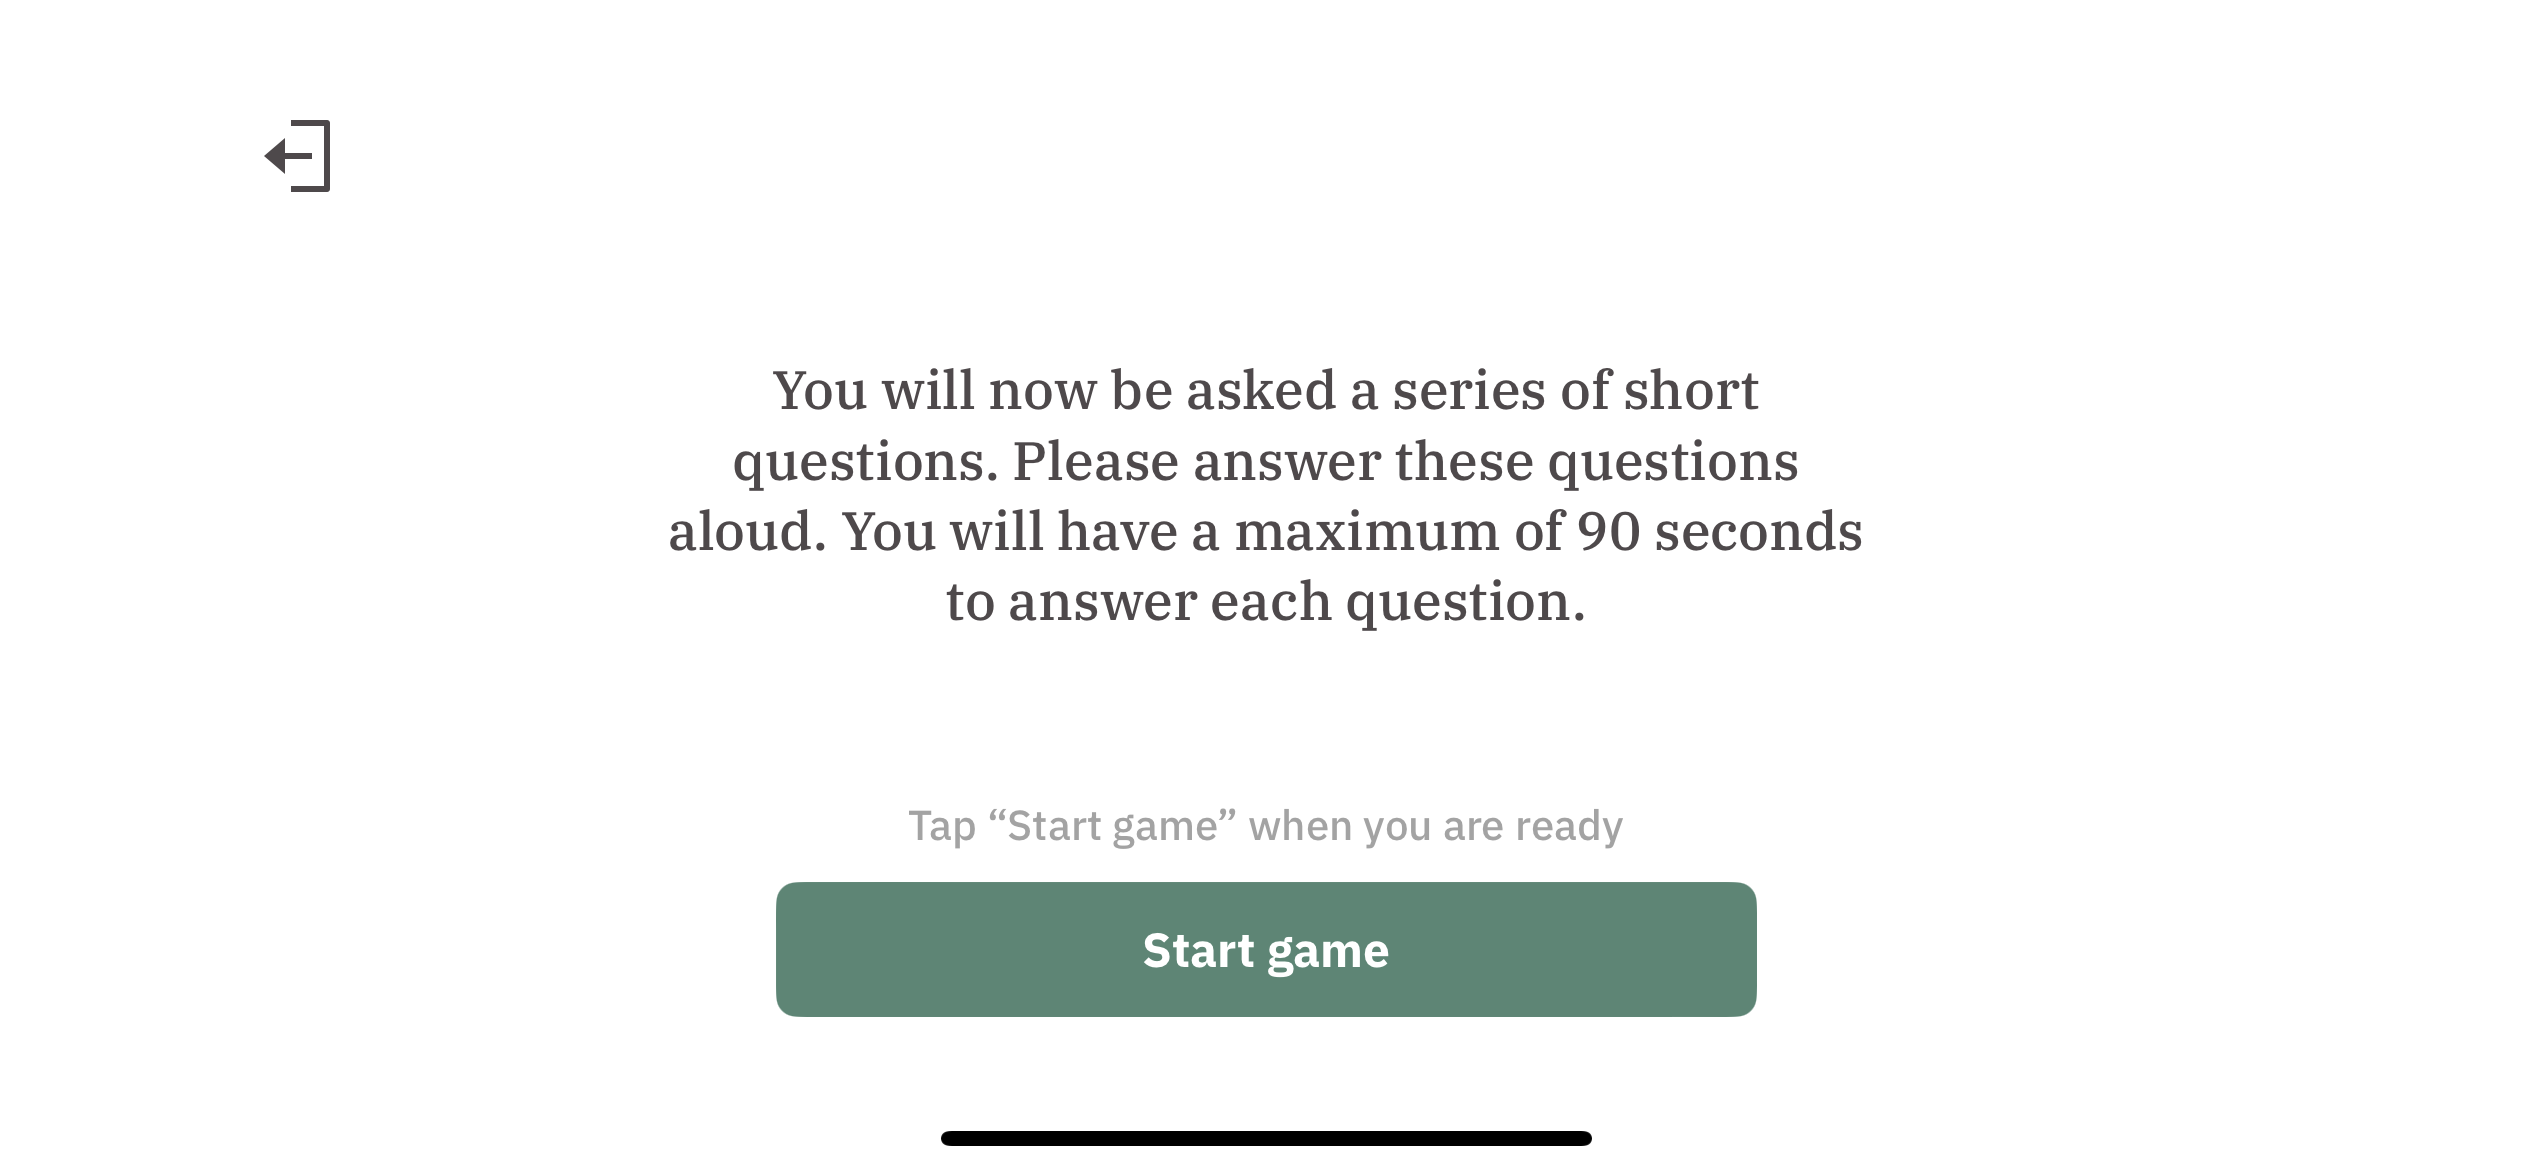 You will now be asked a series of short
questions. Please answer these questions
aloud. You will have a maximum of 90 seconds
to answer each question.
Tap “Start game” when you are ready
Start game